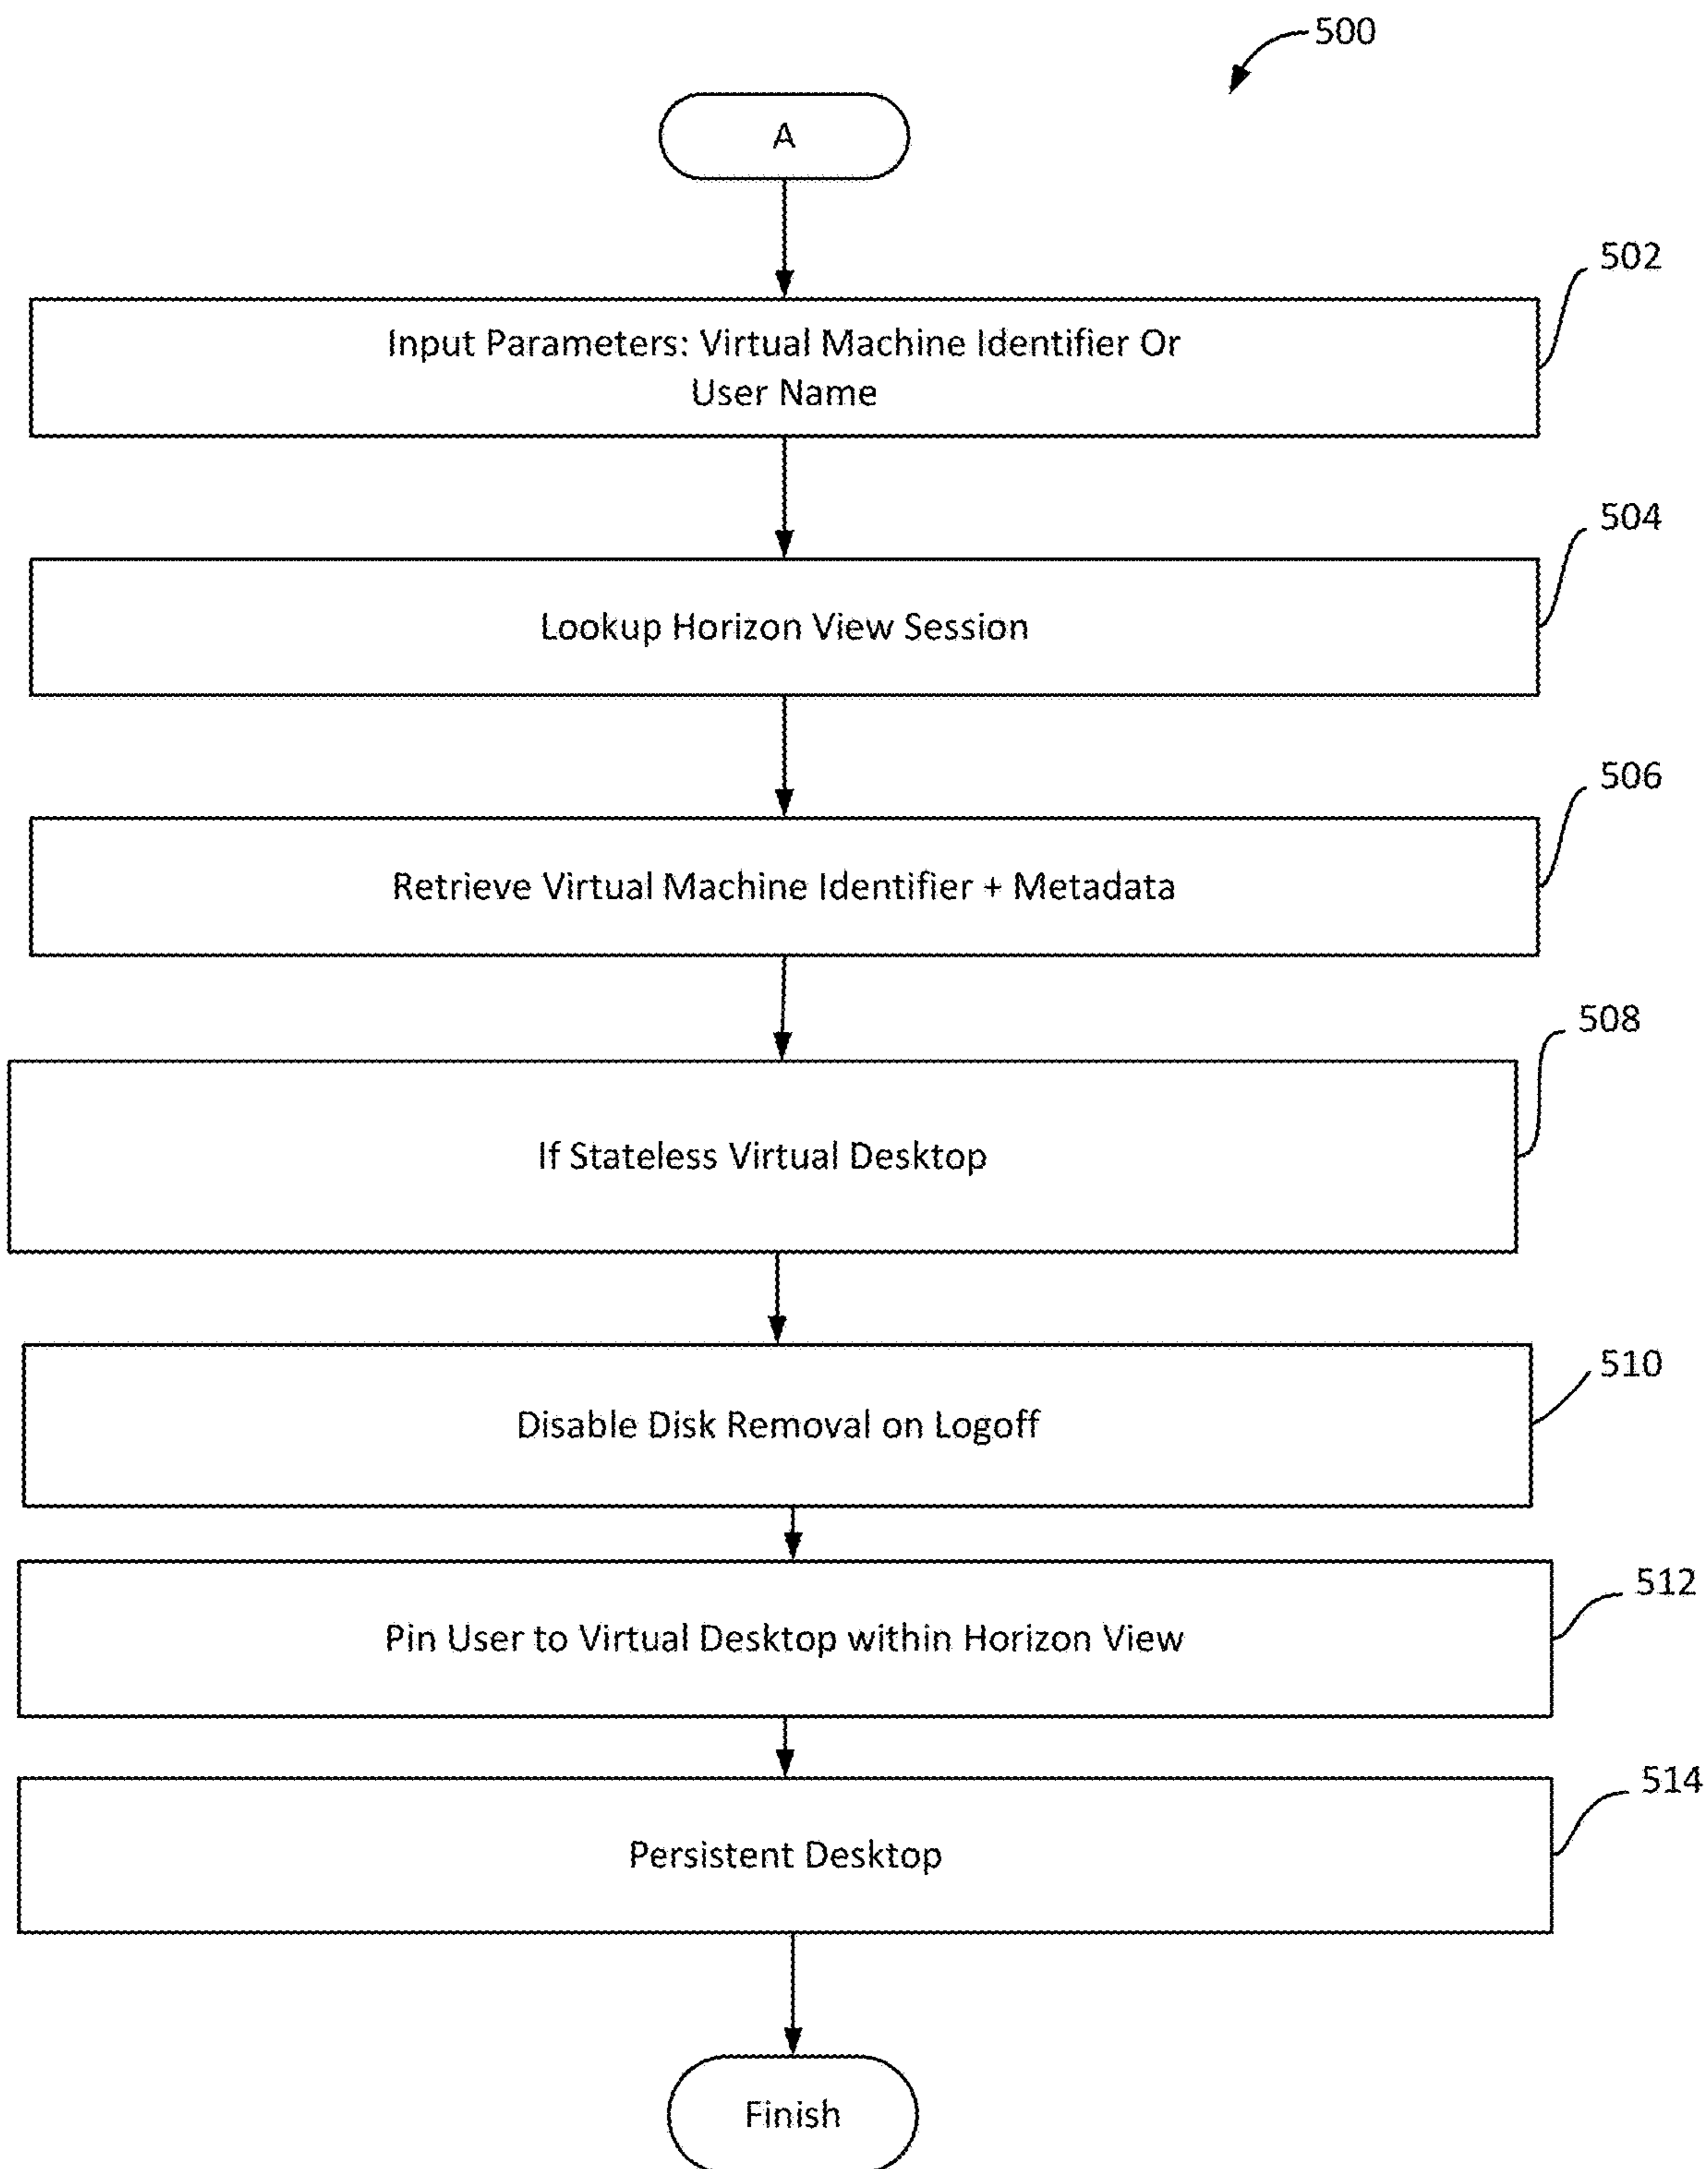 500
A
502
Input Parameters: Virtual Machine Identifier Or
User Name
504
Lookup Horizon View Session
506
Retrieve Virtual Machine Identifier + Metadata
508
If Stateless Virtual Desktop
510
Disable Disk Removal on Logoff
512
Pin User to Virtual Desktop within Horizon View
514
Persistent Desktop
Finish